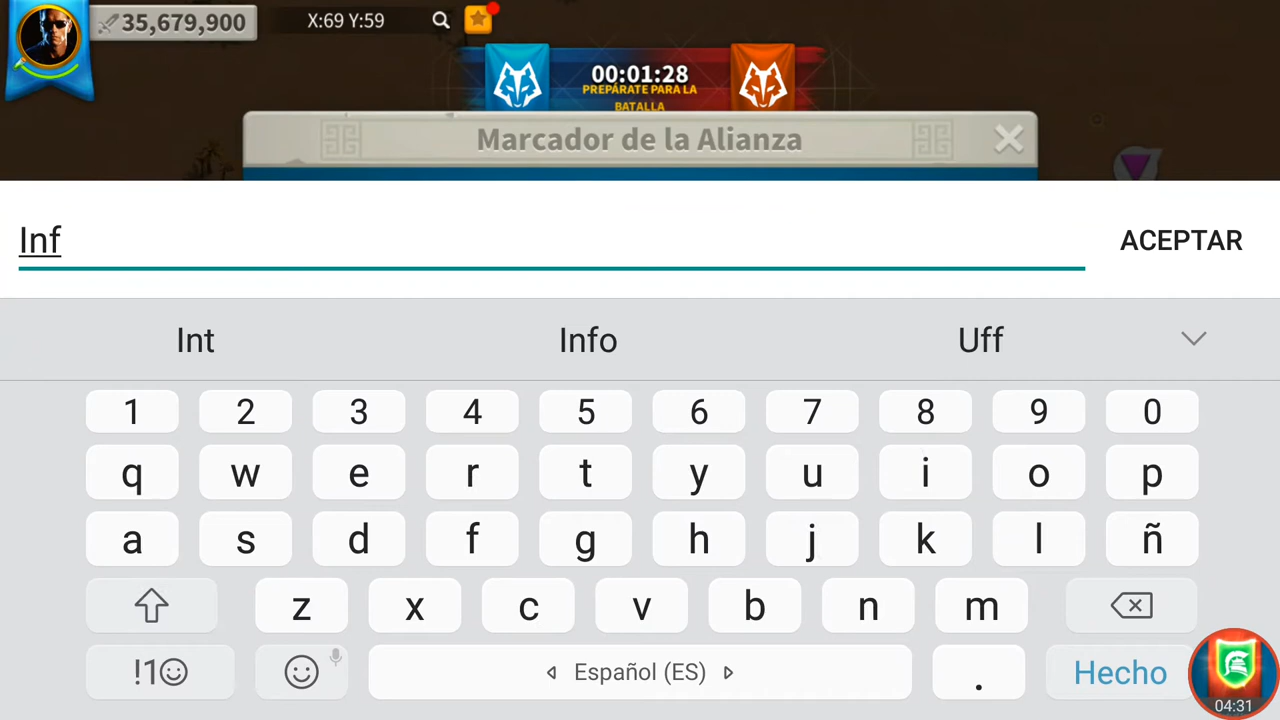 35,679,900
X:69 Y:59
00:01:28
PREPÁRATE PARA LA
BATALLA
Marcador de la Alianza
Inf
ACEPTAR
Int Info Uff
1 2 3 4 5 6 7 8 9 0
q w e r t y u i o p
a s d f g h j k l ñ
z x c v b n m
!1 Español (ES) . Hecho
04:31